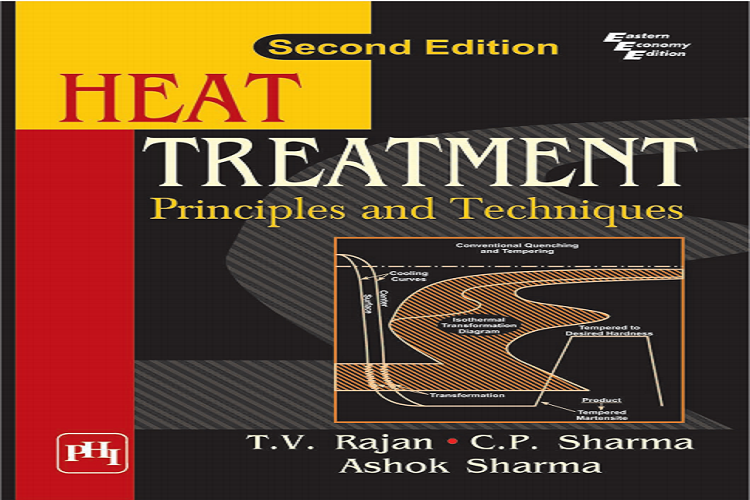 Second Edition
Eastern
Economy
Edition
HEAT
TREATMENT
Principles and Techniques
Conventional Quenching
and Tempering
Cooling
Curves
Surface
Center
Isothermal
Transformation
Diagram
Tempered to
Desired Hardness
Transformation
Product
Tempered
Martonsite
T.V. Rajan • C.P. Sharma
Ashok Sharma
PHI